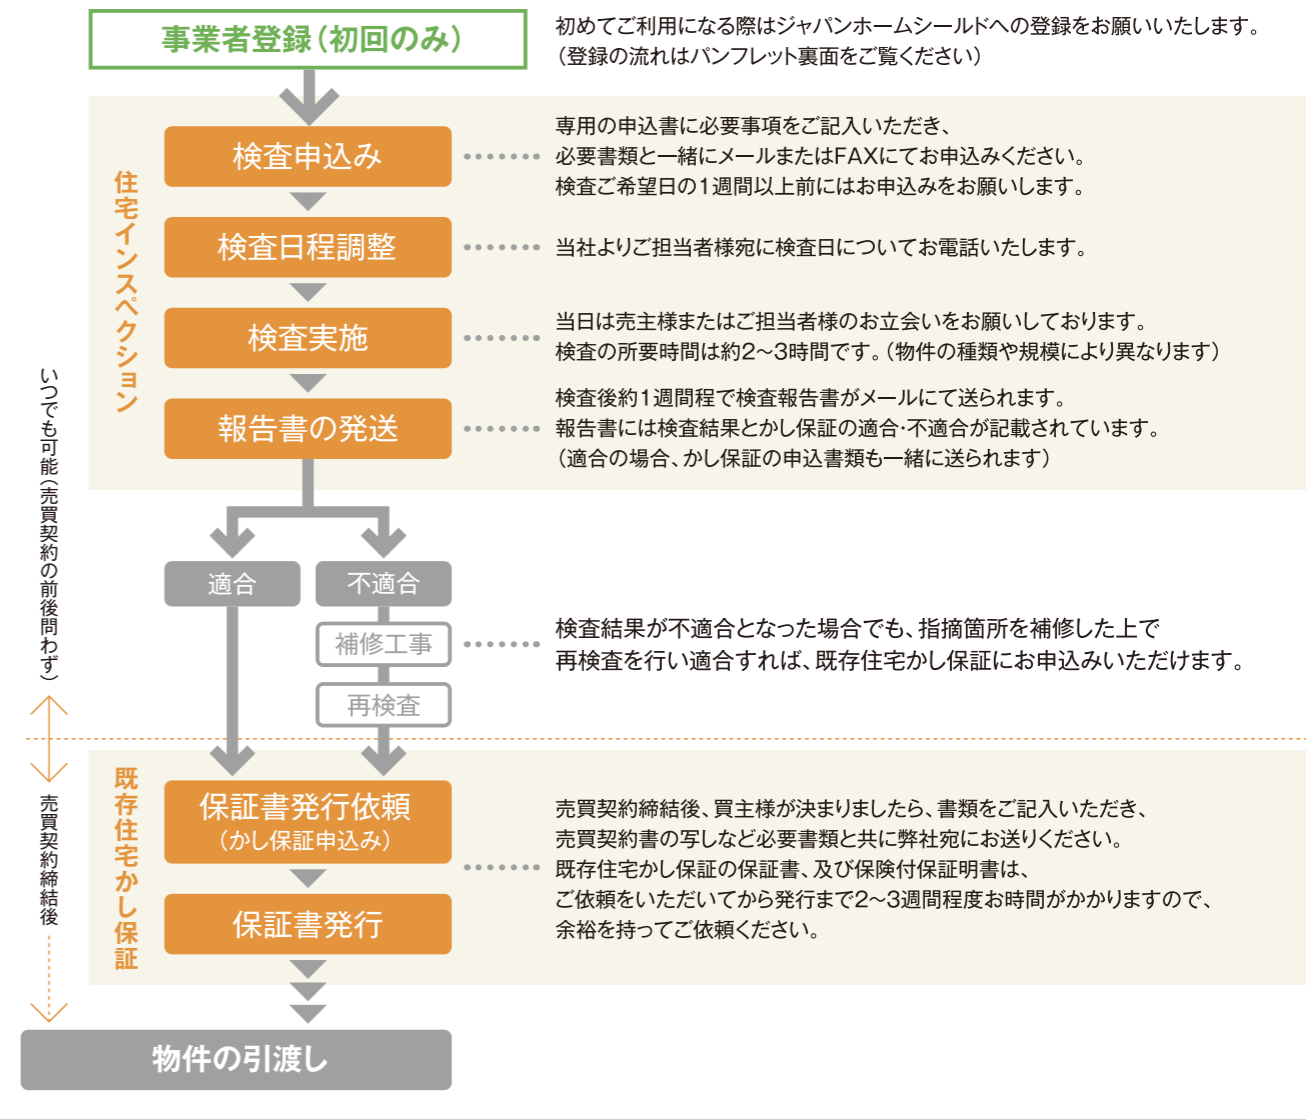 事業者登録（初回のみ）
初めてご利用になる際はジャパンホームシールドへの登録をお願いいたします。
（登録の流れはパンフレット裏面をご覧ください）
住宅インスペクション
検査申込み
専用の申込書に必要事項をご記入いただき、
必要書類と一緒にメールまたはFAXにてお申込みください。
検査ご希望日の1週間以上前にはお申込みをお願いします。
検査日程調整
当社よりご担当者様宛に検査日についてお電話いたします。
検査実施
当日は売主様またはご担当者様のお立会いをお願いしております。
検査の所要時間は約2〜3時間です。（物件の種類や規模により異なります）
報告書の発送
検査後約1週間程で検査報告書がメールにて送られます。
報告書には検査結果とかし保証の適合・不適合が記載されています。
（適合の場合、かし保証の申込書類も一緒に送られます）
いつでも可能（売買契約の前後問わず）
適合
不適合
補修工事
再検査
検査結果が不適合となった場合でも、指摘箇所を補修した上で
再検査を行い適合すれば、既存住宅かし保証にお申込みいただけます。
売買契約締結後
既存住宅かし保証
保証書発行依頼
（かし保証申込み）
保証書発行
売買契約締結後、買主様が決まりましたら、書類をご記入いただき、
売買契約書の写しなど必要書類と共に弊社宛にお送りください。
既存住宅かし保証の保証書、及び保険付保証明書は、
ご依頼をいただいてから発行まで2〜3週間程度お時間がかかりますので、
余裕を持ってご依頼ください。
物件の引渡し